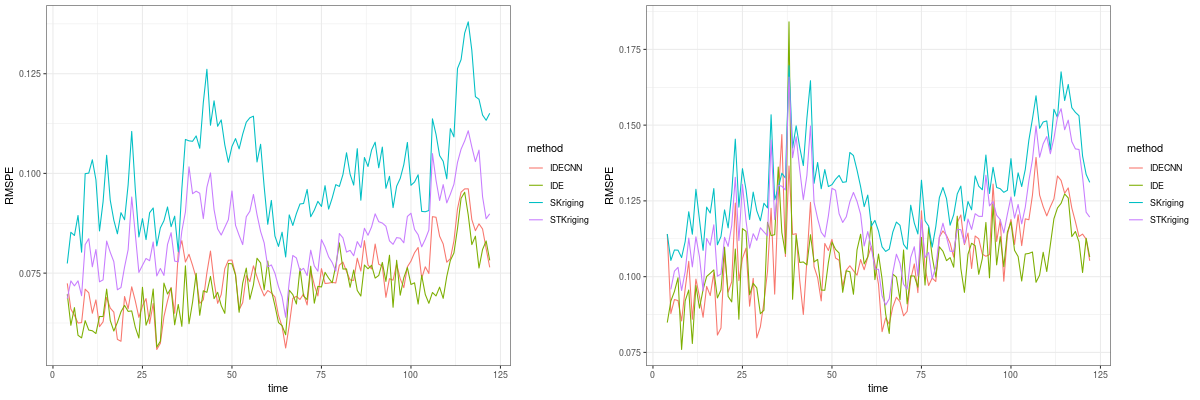 RMSPE
0.125
0.100
0.075
0
25
50
75
100
125
time
method
IDECNN
IDE
SKriging
STKriging
RMSPE
0.175
0.150
0.125
0.100
0.075
0
25
50
75
100
125
time
method
IDECNN
IDE
SKriging
STKriging